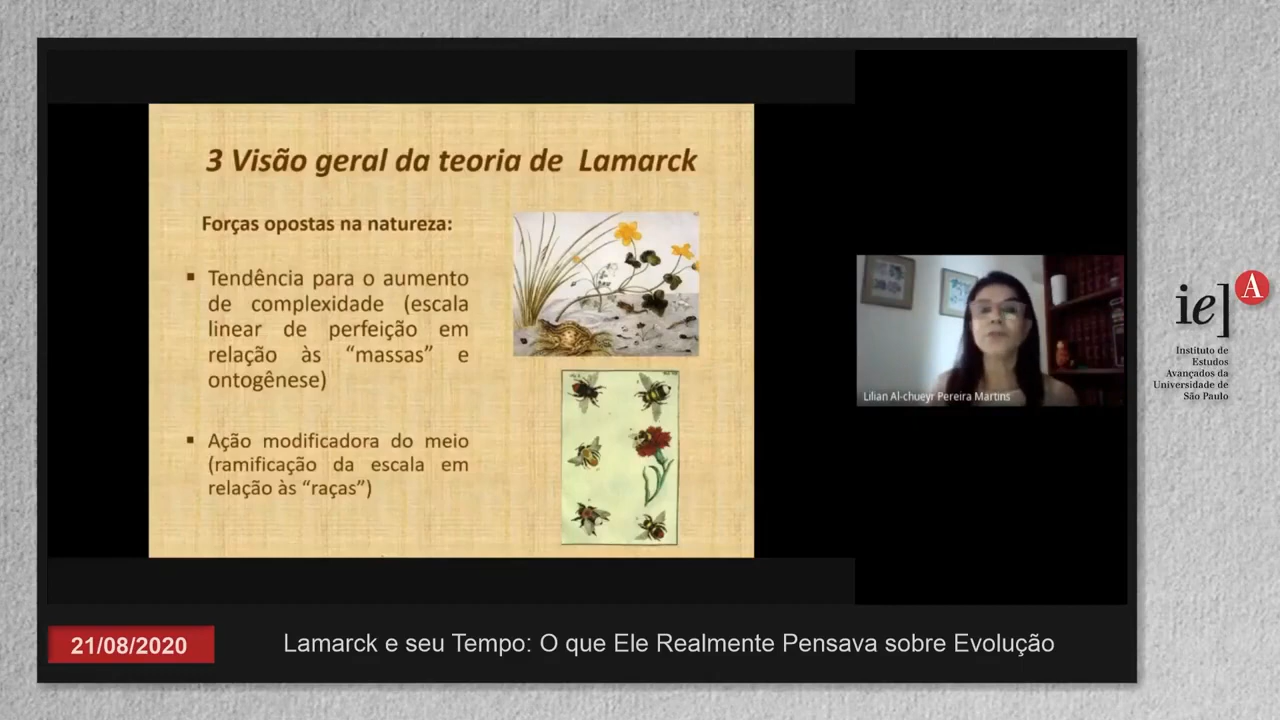 3 Visão geral da teoria de Lamarck
Forças opostas na natureza:
Tendência para o aumento
de complexidade (escala
linear de perfeição em
relação às “massas” e
ontogênese)
Ação modificadora do meio
(ramificação da escala em
relação às “raças”)
Lilian Al-chueyr Pereira Martins
ie] A
Instituto de
Estudos
Avançados da
Universidade de
São Paulo
21/08/2020
Lamarck e seu Tempo: O que Ele Realmente Pensava sobre Evolução